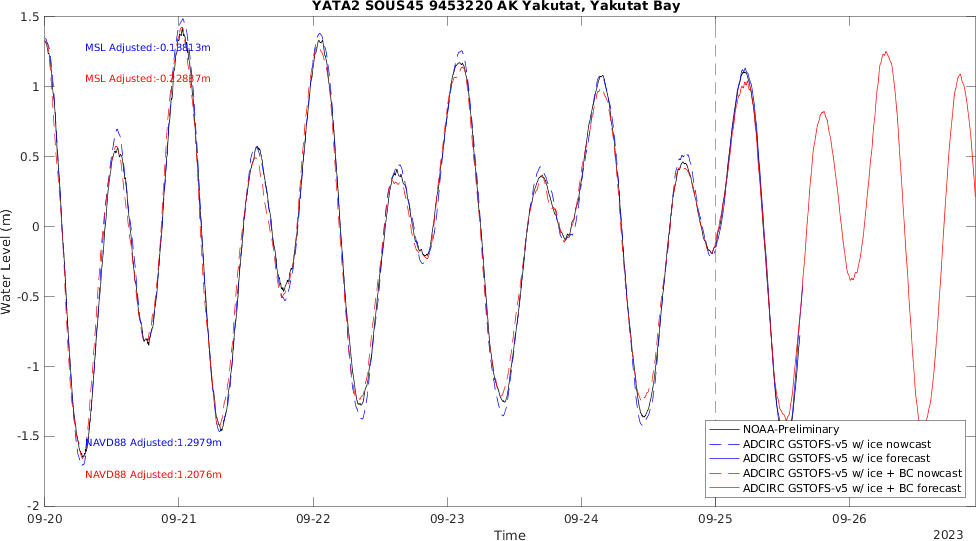 YATA2 SOUS45 9453220 AK Yakutat, Yakutat Bay
1.5
MSL Adjusted:-0.13813m
MSL Adjusted:-0.22837m
1
0.5
0
-0.5
-1
-1.5
-2
Water Level (m)
NAVD88 Adjusted:1.2979m
NAVD88 Adjusted:1.2076m
NOAA-Preliminary
ADCIRC GSTOFS-v5 w/ ice nowcast
ADCIRC GSTOFS-v5 w/ ice forecast
ADCIRC GSTOFS-v5 w/ ice + BC nowcast
ADCIRC GSTOFS-v5 w/ ice + BC forecast
09-20 09-21 09-22 09-23 09-24 09-25 09-26
Time
2023